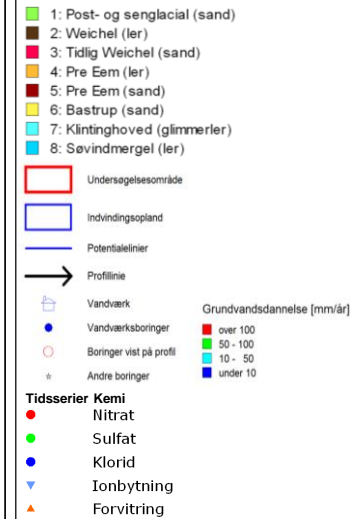 1: Post- og senglacial (sand)
2: Weichel (ler)
3: Tidlig Weichel (sand)
4: Pre Eem (ler)
5: Pre Eem (sand)
6: Bastrup (sand)
7: Klintinghoved (glimmerler)
8: Søvindmergel (ler)
Undersøgelsesområde
Indvindingsopland
Potentialelinier
Profillinie
Vandværk
Vandværksboringer
Boringer vist på profil
Andre boringer
Grundvandsdannelse [mm/år]
over 100
50 - 100
10 - 50
under 10
Tidsserier Kemi
Nitrat
Sulfat
Klorid
Ionbytning
Forvitring